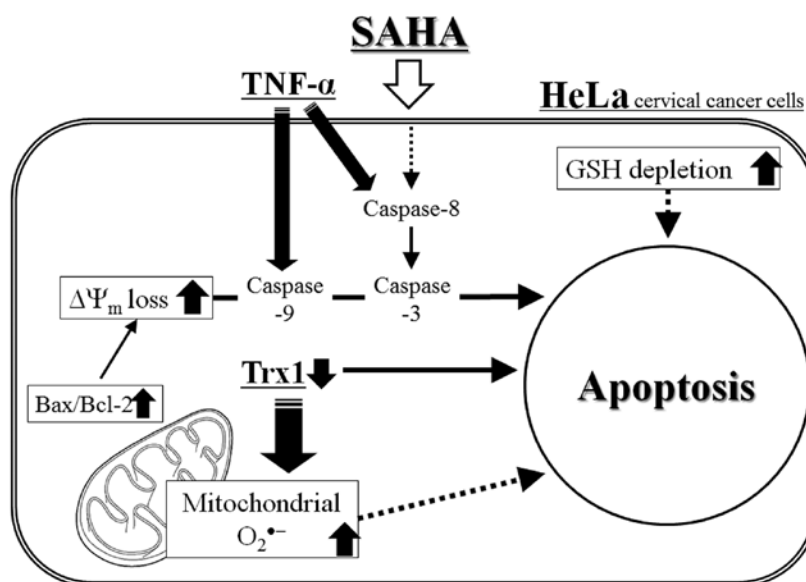 SAHA
TNF-α
HeLa cervical cancer cells
GSH depletion
Caspase-8
ΔΨm loss
Caspase
-9
Caspase
-3
Trx1
Bax/Bcl-2
Apoptosis
Mitochondrial
O₂•−